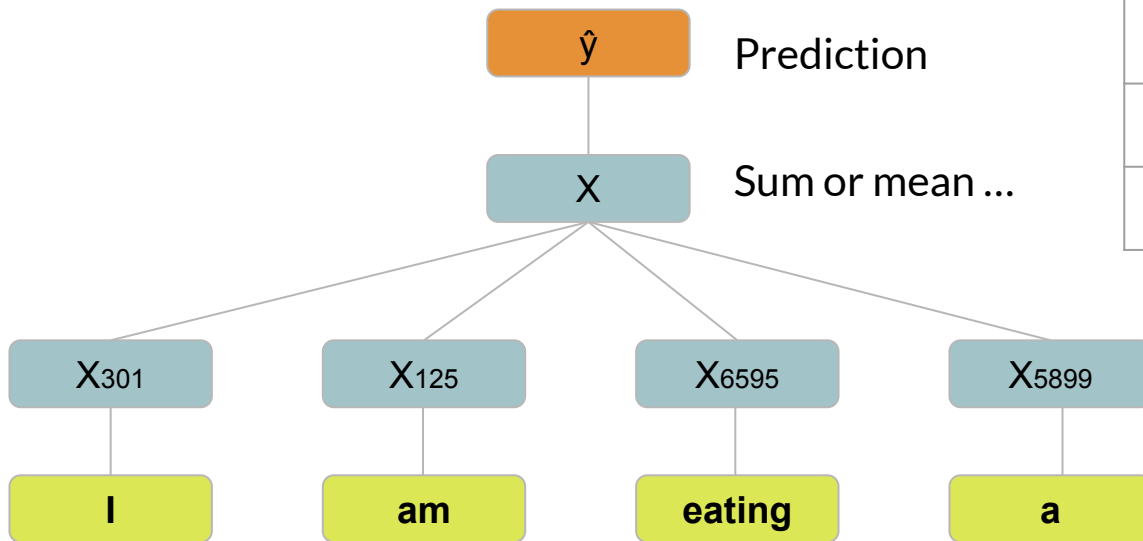 ŷ Prediction
X Sum or mean ...
X301 X125 X6595 X5899
I am eating a